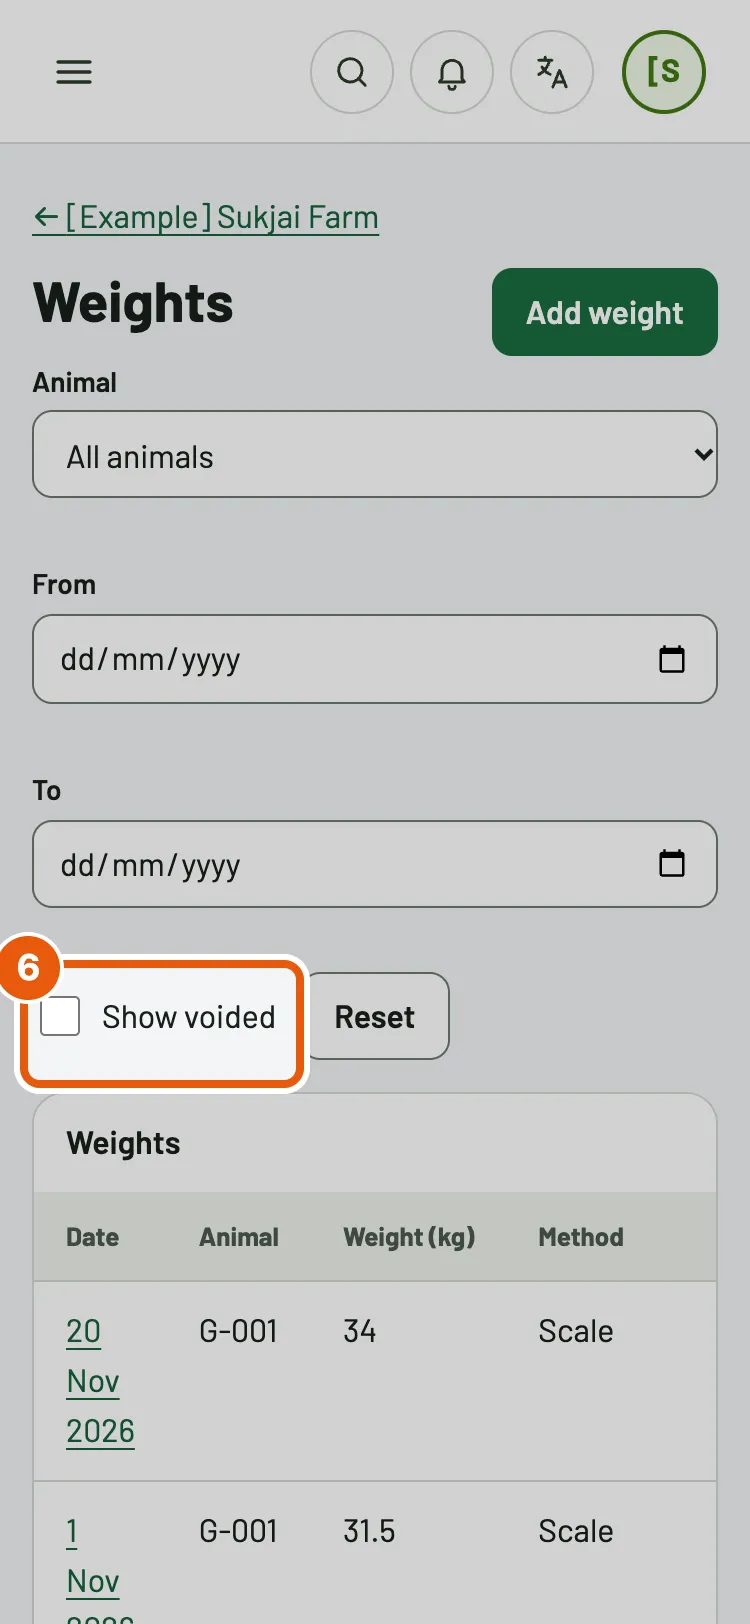 [S
← [Example] Sukjai Farm
Weights
Add weight
Animal
All animals
From
dd/mm/yyyy
To
dd/mm/yyyy
6
Show voided
Reset
Weights
Date Animal Weight (kg) Method
20 G-001 34 Scale
Nov
2026
1 G-001 31.5 Scale
Nov